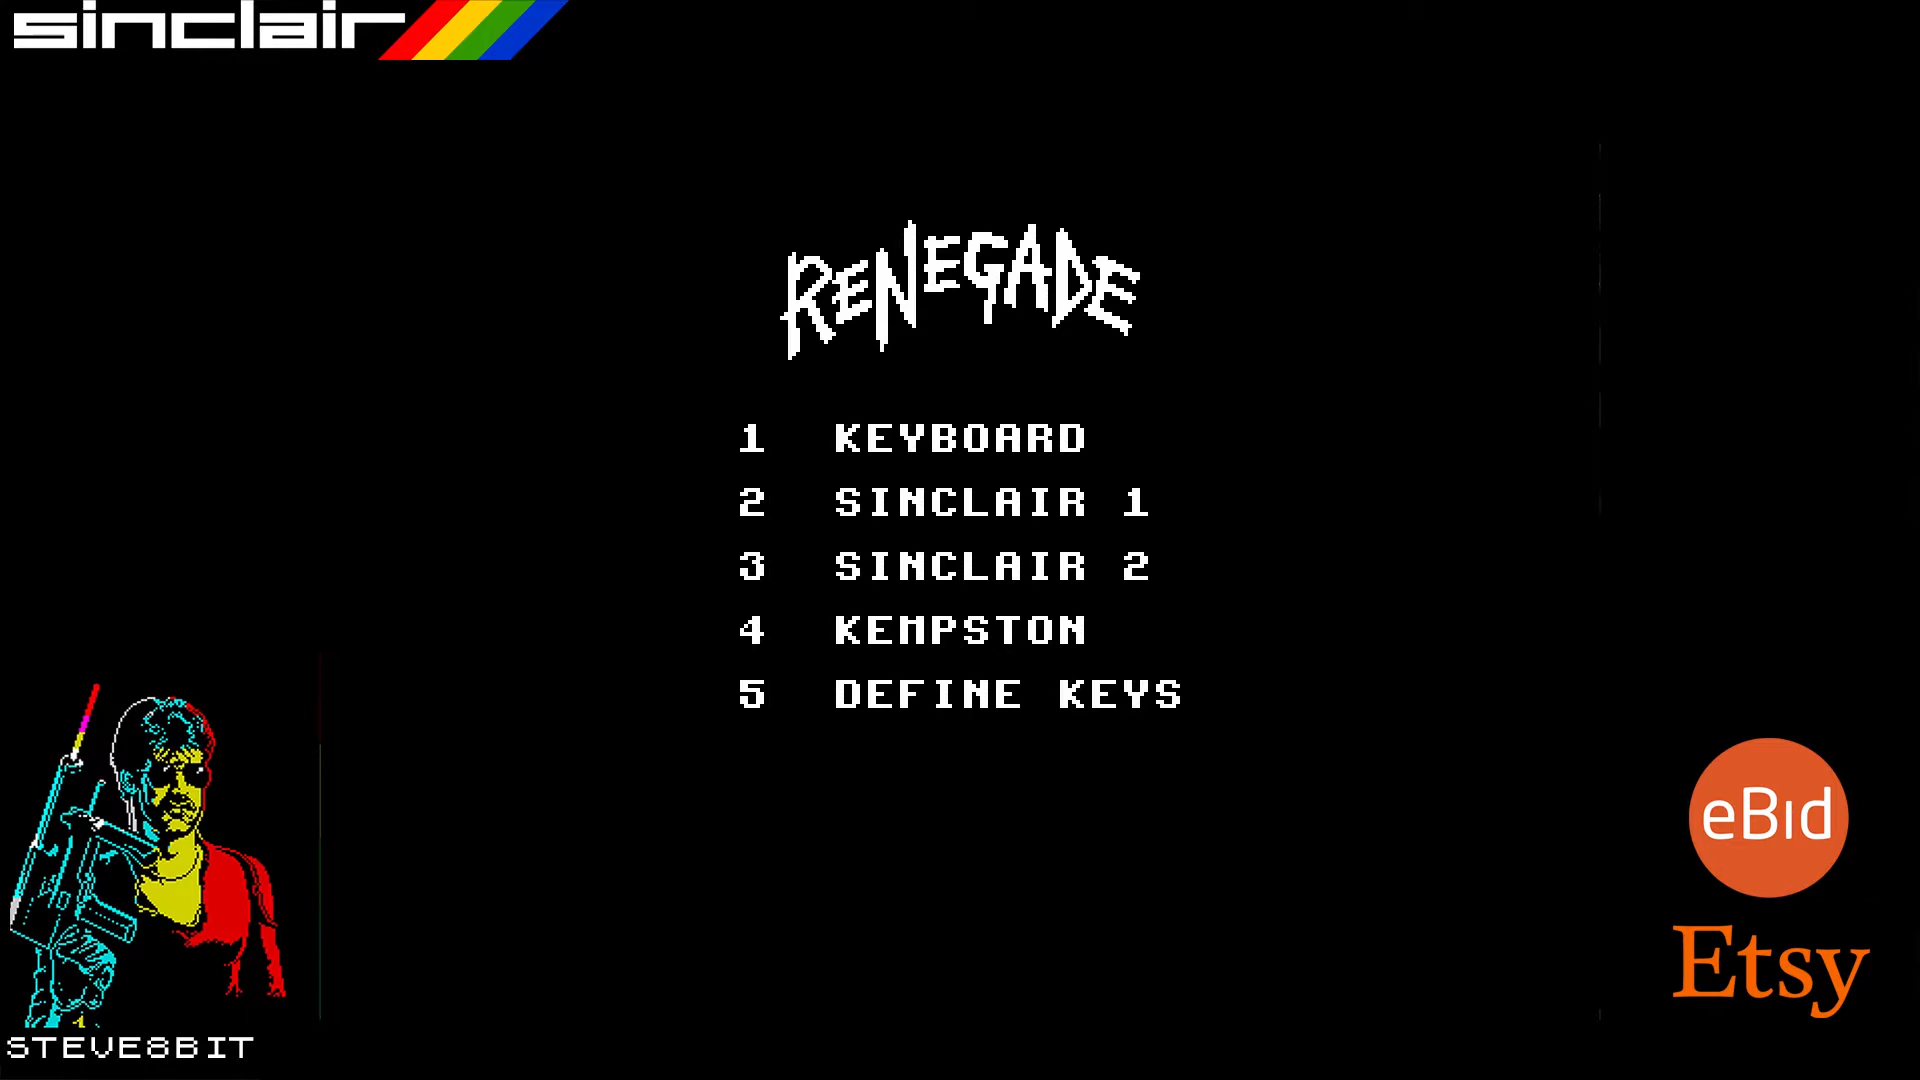 sinclair
RENEGADE
1 KEYBOARD
2 SINCLAIR 1
3 SINCLAIR 2
4 KEMPSTON
5 DEFINE KEYS
eBid
Etsy
STEVE8BIT